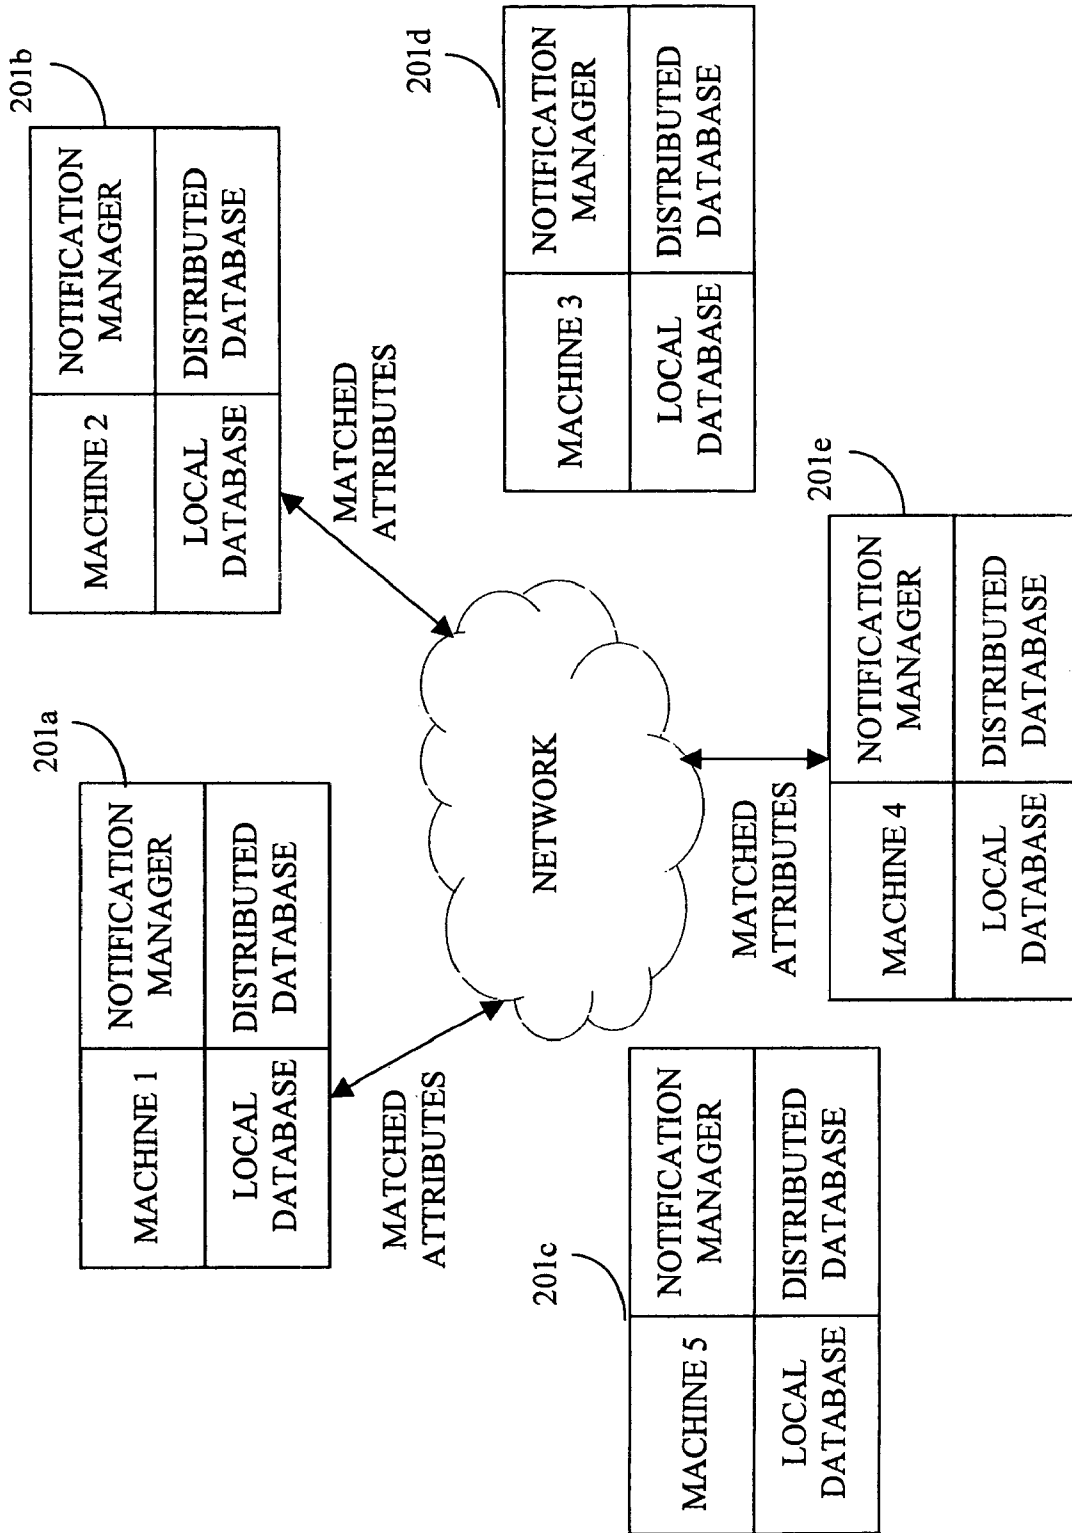 201a
MACHINE 1
NOTIFICATION
MANAGER
LOCAL
DATABASE
DISTRIBUTED
DATABASE
201b
MACHINE 2
NOTIFICATION
MANAGER
LOCAL
DATABASE
DISTRIBUTED
DATABASE
MATCHED
ATTRIBUTES
MATCHED
ATTRIBUTES
NETWORK
201c
MACHINE 5
NOTIFICATION
MANAGER
LOCAL
DATABASE
DISTRIBUTED
DATABASE
201d
MACHINE 3
NOTIFICATION
MANAGER
LOCAL
DATABASE
DISTRIBUTED
DATABASE
MATCHED
ATTRIBUTES
201e
MACHINE 4
NOTIFICATION
MANAGER
LOCAL
DATABASE
DISTRIBUTED
DATABASE